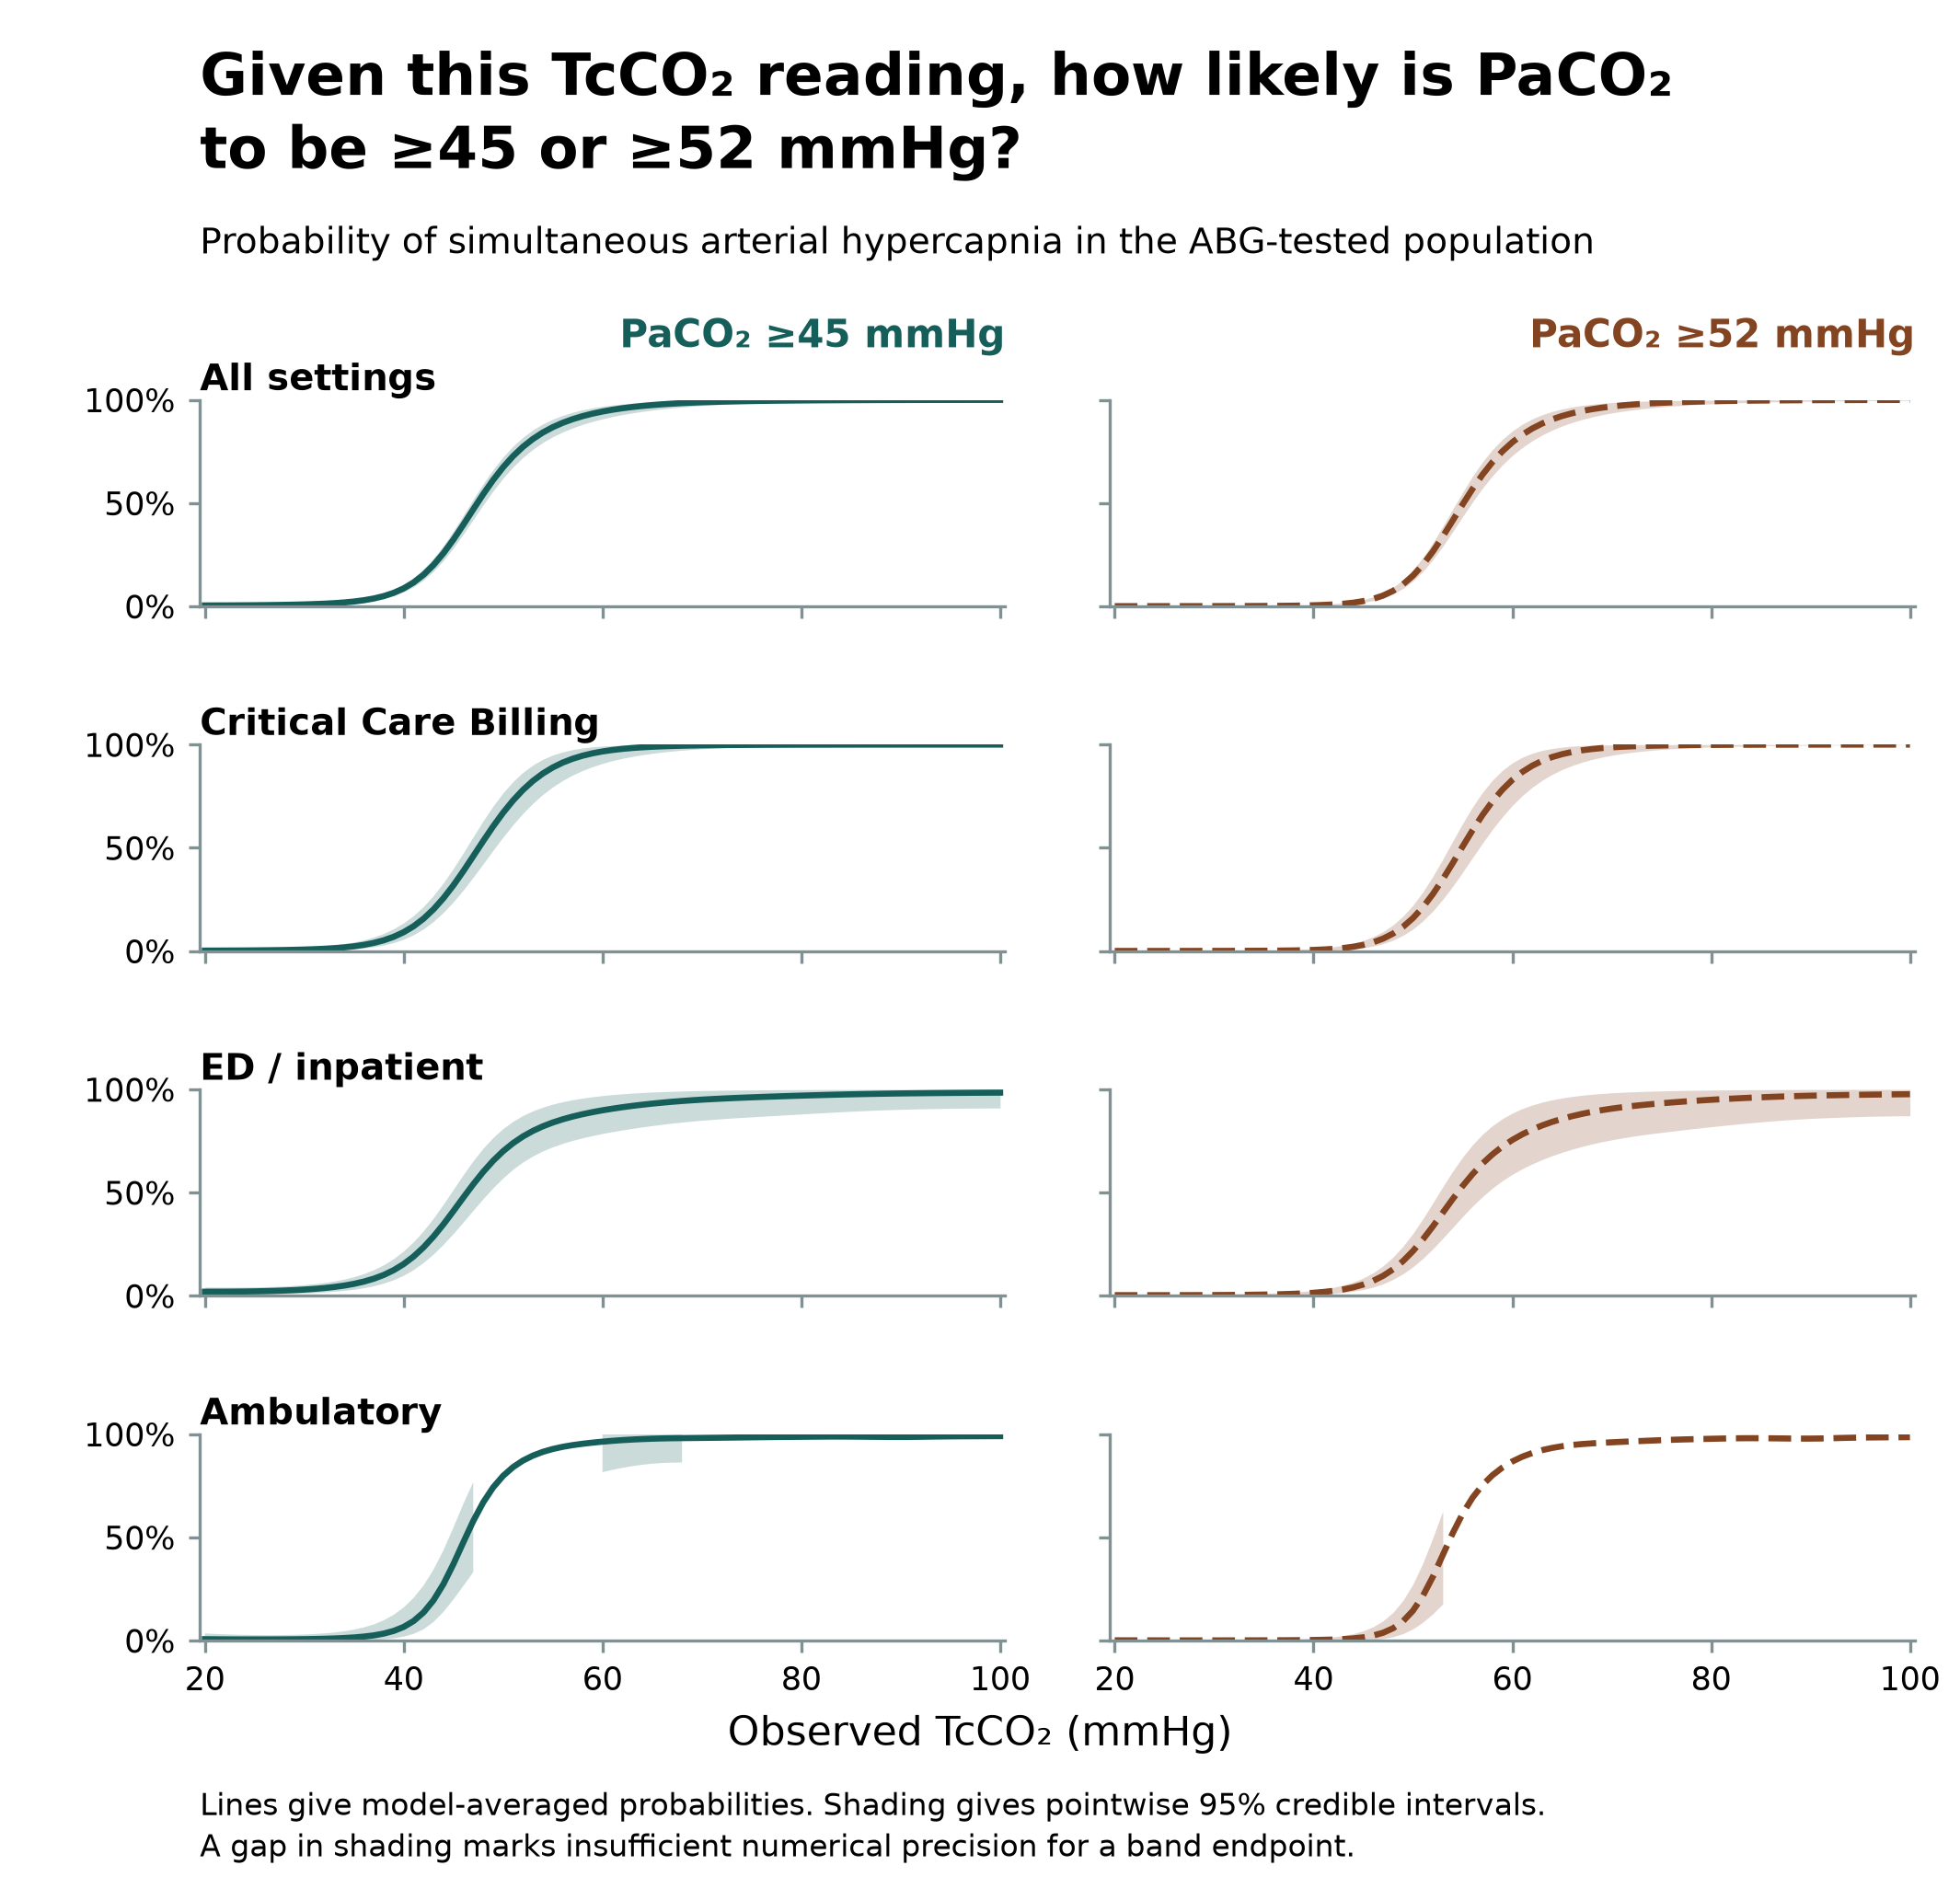 Given this TcCO₂ reading, how likely is PaCO₂
to be ≥45 or ≥52 mmHg?
Probability of simultaneous arterial hypercapnia in the ABG-tested population
PaCO₂ ≥45 mmHg
PaCO₂ ≥52 mmHg
All settings
100%
50%
0%
Critical Care Billing
100%
50%
0%
ED / inpatient
100%
50%
0%
Ambulatory
100%
50%
0%
20 40 60 80 100
20 40 60 80 100
Observed TcCO₂ (mmHg)
Lines give model-averaged probabilities. Shading gives pointwise 95% credible intervals.
A gap in shading marks insufficient numerical precision for a band endpoint.